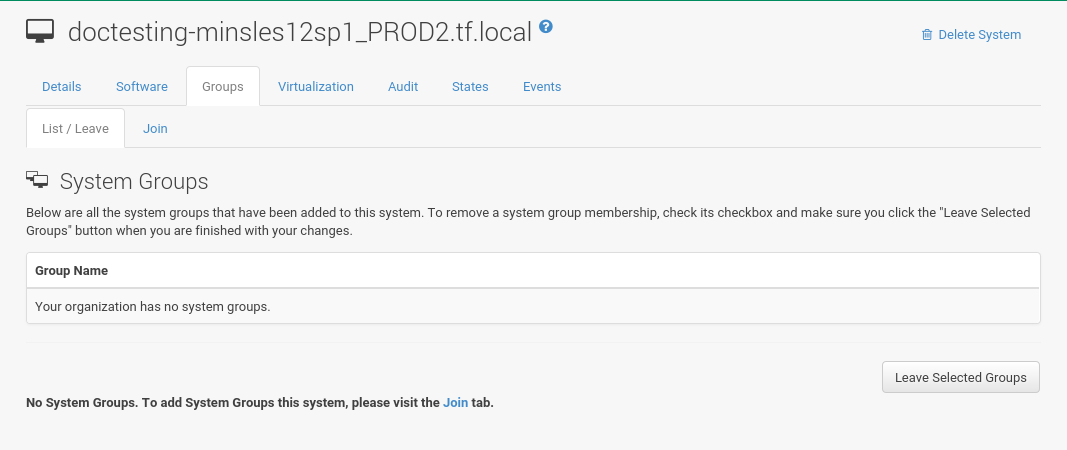 doctesting-minsles12sp1_PROD2.tf.local ?
Delete System
Details Software Groups Virtualization Audit States Events
List / Leave Join
System Groups
Below are all the system groups that have been added to this system. To remove a system group membership, check its checkbox and make sure you click the "Leave Selected
Groups" button when you are finished with your changes.
Group Name
Your organization has no system groups.
Leave Selected Groups
No System Groups. To add System Groups this system, please visit the Join tab.